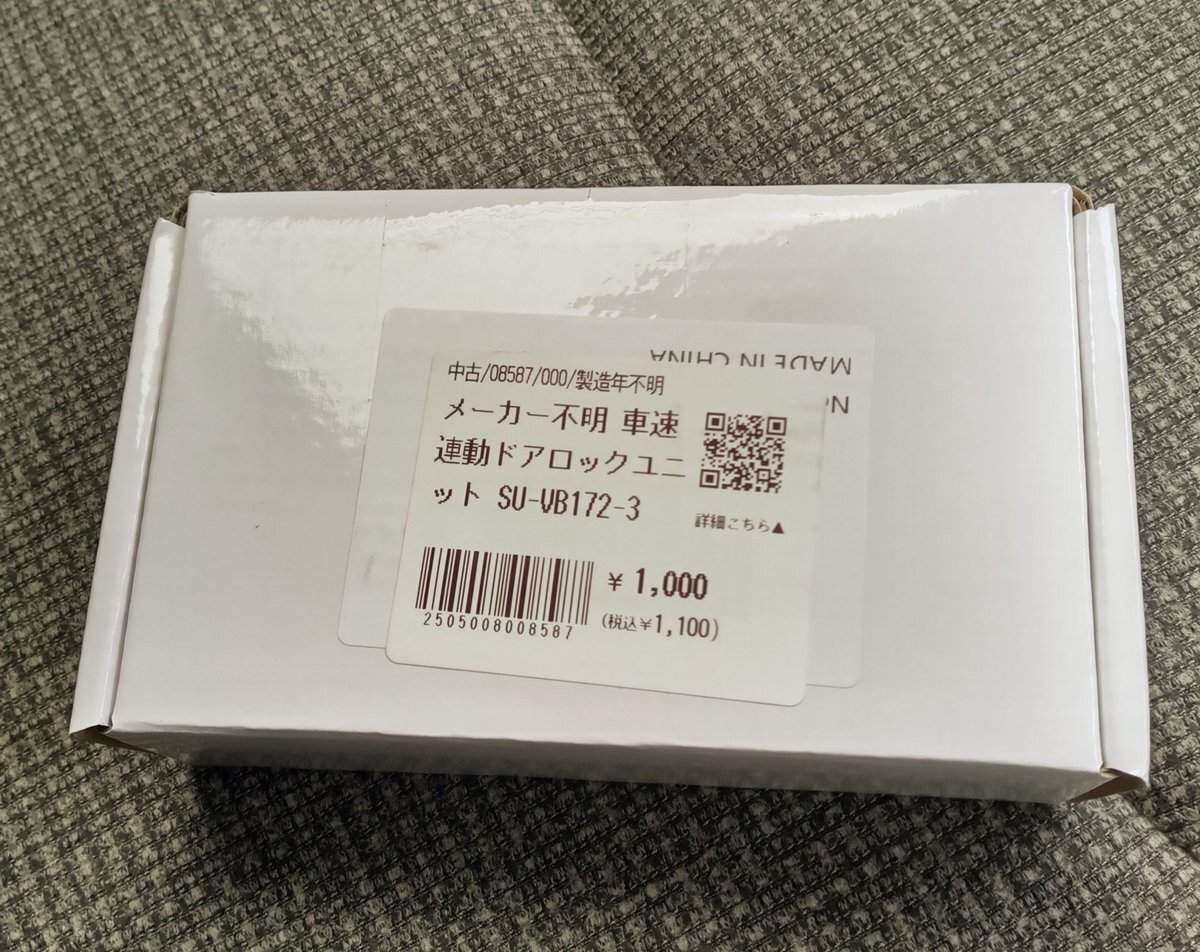 MADE IN CHINA
中古/08587/000/製造年不明
メーカー不明 車速
連動ドアロックユニ
ット SU-VB172-3
詳細こちら▲
¥ 1,000
(税込¥1,100)
2505008008587